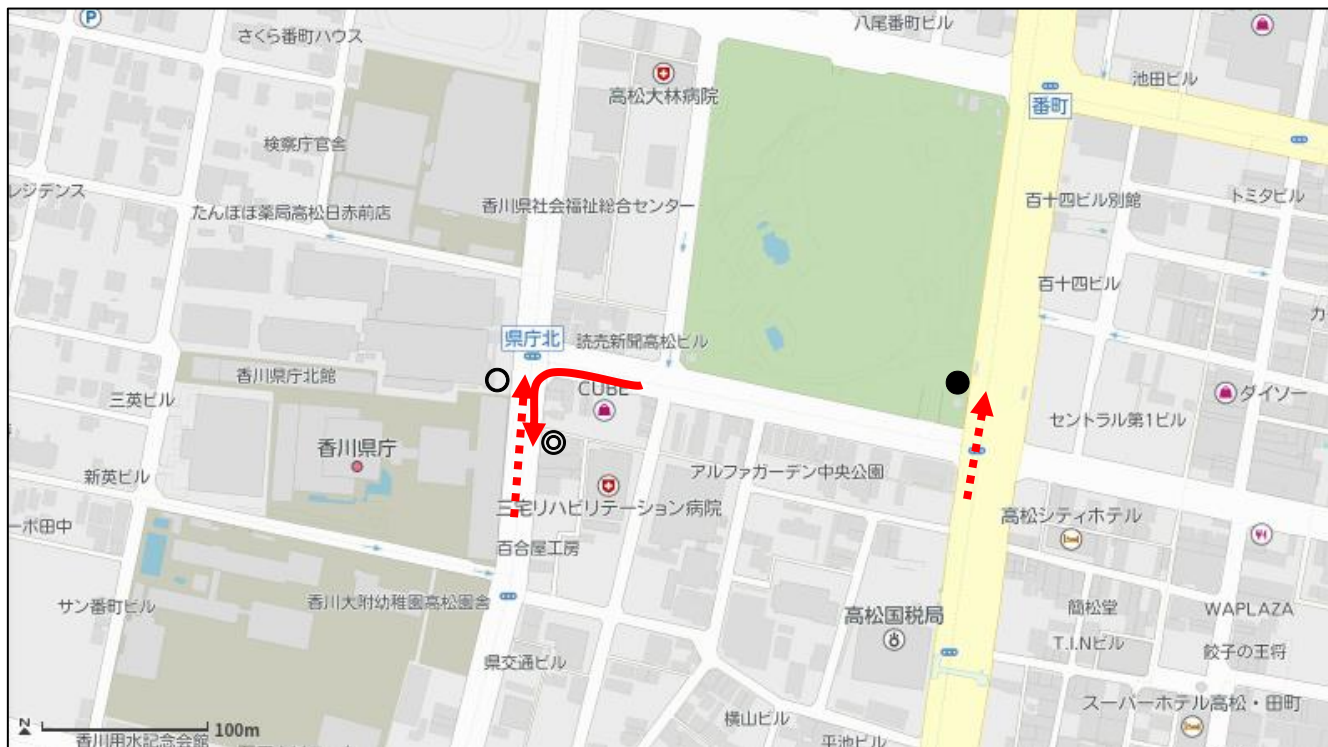 P
さくら番町ハウス
八尾番町ビル
高松大林病院
池田ビル
番町
検察庁官舎
レジデンス
たんぽぽ薬局高松日赤前店
香川県社会福祉総合センター
百十四ビル別館
トミタビル
百十四ビル
カ
県庁北
読売新聞高松ビル
香川県庁北館
三英ビル
CUBE
ダイソー
セントラル第1ビル
香川県庁
新英ビル
アルファガーデン中央公園
三宅リハビリテーション病院
高松シティホテル
ーポ田中
百合屋工房
サン番町ビル
香川大附幼稚園高松園舎
高松国税局
簡松堂
WAPLAZA
T.I.Nビル
餃子の王将
県交通ビル
スーパーホテル高松・田町
横山ビル
N
100m
香川用水記念会館
平池ビル